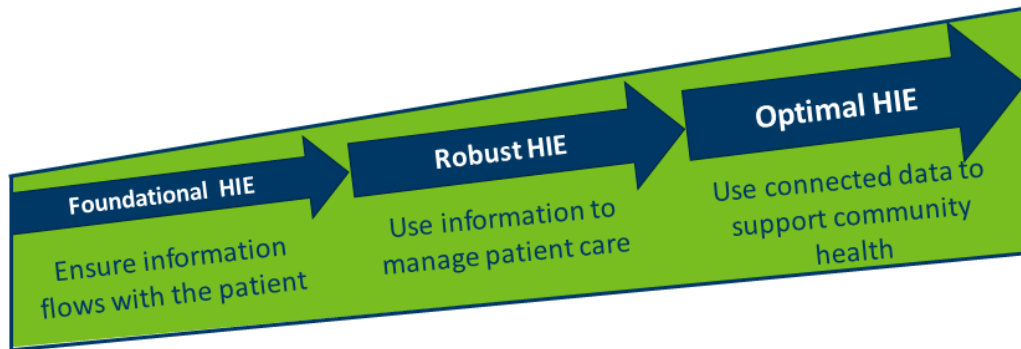 Foundational HIE
Ensure information
flows with the patient
Robust HIE
Use information to
manage patient care
Optimal HIE
Use connected data to
support community
health